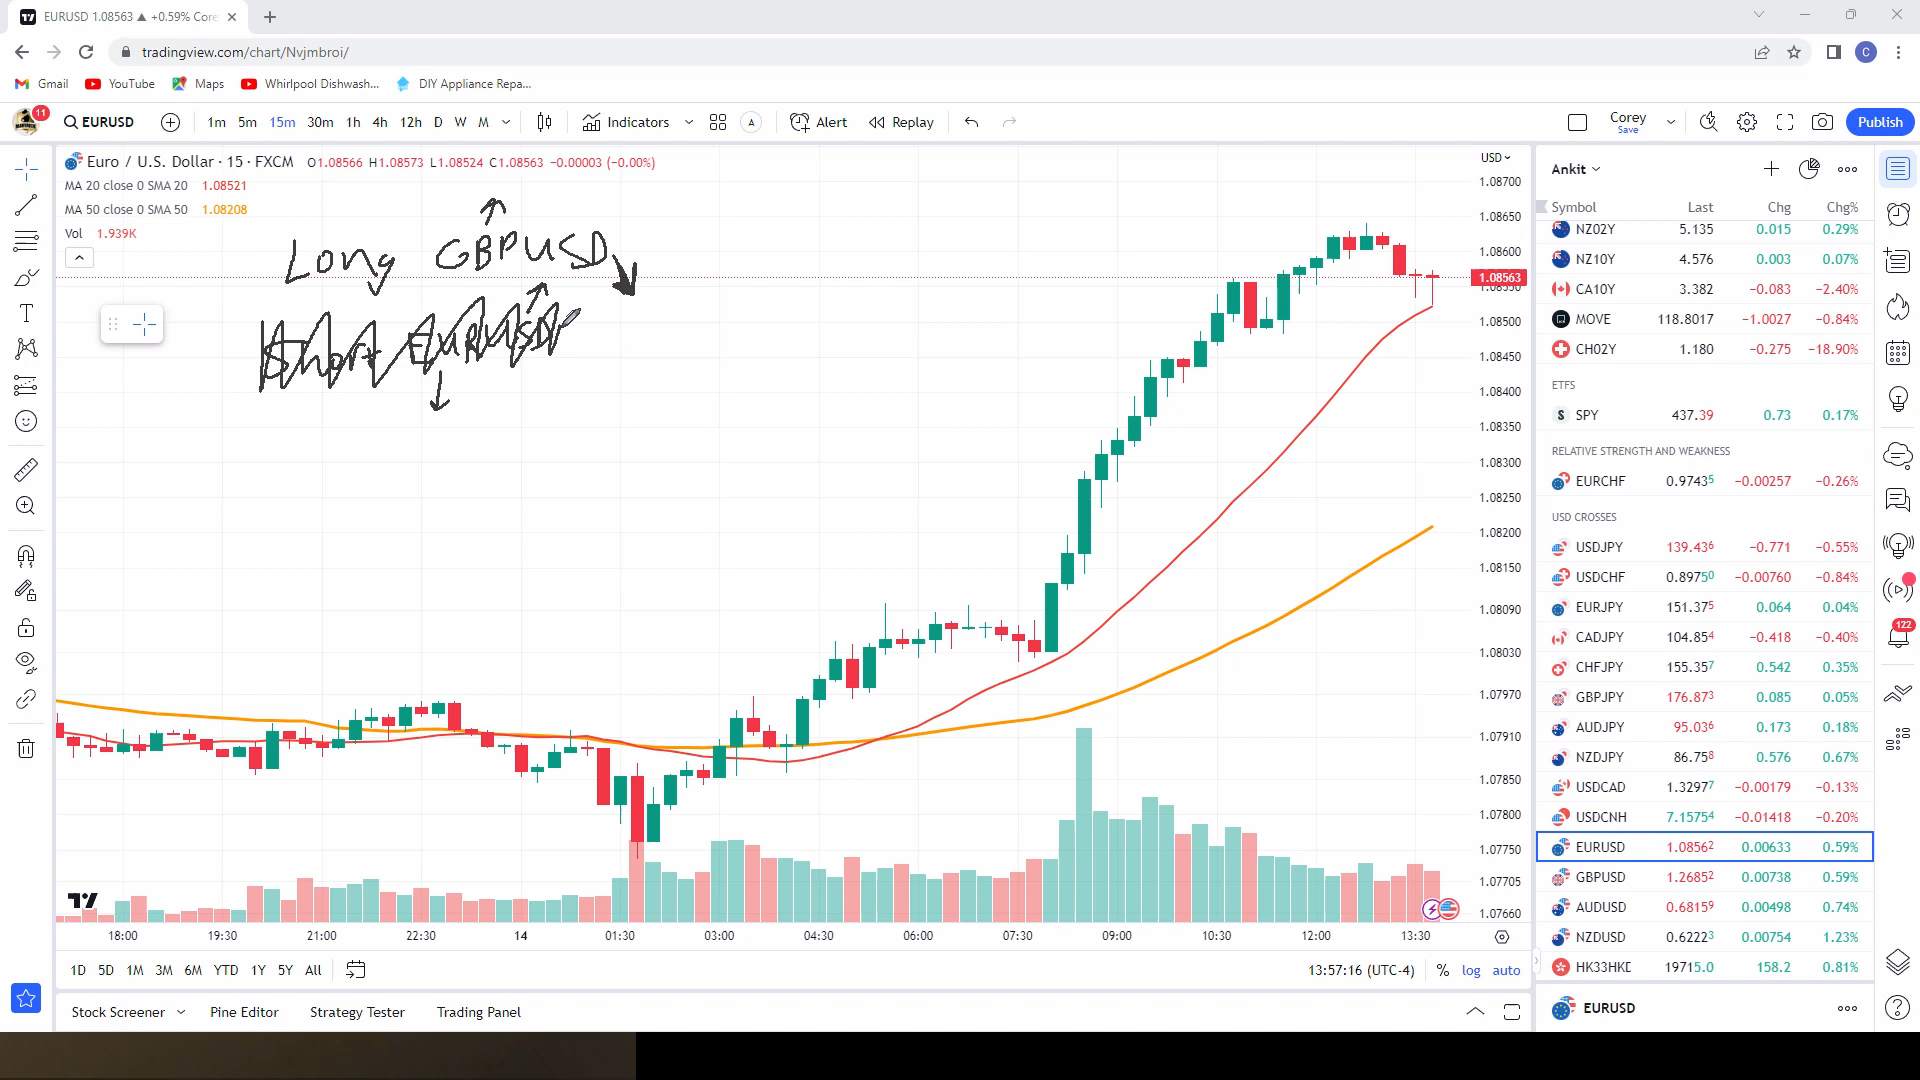 EURUSD 1.08563 ▲ +0.59% Core
tradingview.com/chart/Nvjmbroi/
C
Gmail YouTube Maps Whirlpool Dishwash... DIY Appliance Repa...
11 EURUSD 1m 5m 15m 30m 1h 4h 12h D W M Indicators A Alert Replay Corey Save Publish
Euro / U.S. Dollar · 15 · FXCM O1.08566 H1.08573 L1.08524 C1.08563 −0.00003 (−0.00%)
MA 20 close 0 SMA 20 1.08521
MA 50 close 0 SMA 50 1.08208
Vol 1.939K
Long GBPUSD
Short EURUSD
USD
1.08700
1.08650
1.08600
1.08563
1.08550
1.08500
1.08450
1.08400
1.08350
1.08300
1.08250
1.08200
1.08150
1.08090
1.08030
1.07970
1.07910
1.07850
1.07800
1.07750
1.07705
1.07660
18:00 19:30 21:00 22:30 14 01:30 03:00 04:30 06:00 07:30 09:00 10:30 12:00 13:30
1D 5D 1M 3M 6M YTD 1Y 5Y All 13:57:16 (UTC-4) % log auto
Stock Screener Pine Editor Strategy Tester Trading Panel
Ankit
Symbol Last Chg Chg%
NZ02Y 5.135 0.015 0.29%
NZ10Y 4.576 0.003 0.07%
CA10Y 3.382 −0.083 −2.40%
MOVE 118.8017 −1.0027 −0.84%
CH02Y 1.180 −0.275 −18.90%
ETFS
S SPY 437.39 0.73 0.17%
RELATIVE STRENGTH AND WEAKNESS
EURCHF 0.97435 −0.00257 −0.26%
USD CROSSES
USDJPY 139.436 −0.771 −0.55%
USDCHF 0.89750 −0.00760 −0.84%
EURJPY 151.375 0.064 0.04%
CADJPY 104.854 −0.418 −0.40%
CHFJPY 155.357 0.542 0.35%
GBPJPY 176.873 0.085 0.05%
AUDJPY 95.036 0.173 0.18%
NZDJPY 86.758 0.576 0.67%
USDCAD 1.32977 −0.00179 −0.13%
USDCNH 7.15754 −0.01418 −0.20%
EURUSD 1.08562 0.00633 0.59%
GBPUSD 1.26852 0.00738 0.59%
AUDUSD 0.68159 0.00498 0.74%
NZDUSD 0.62223 0.00754 1.23%
HK33HKD 19715.0 158.2 0.81%
EURUSD
122